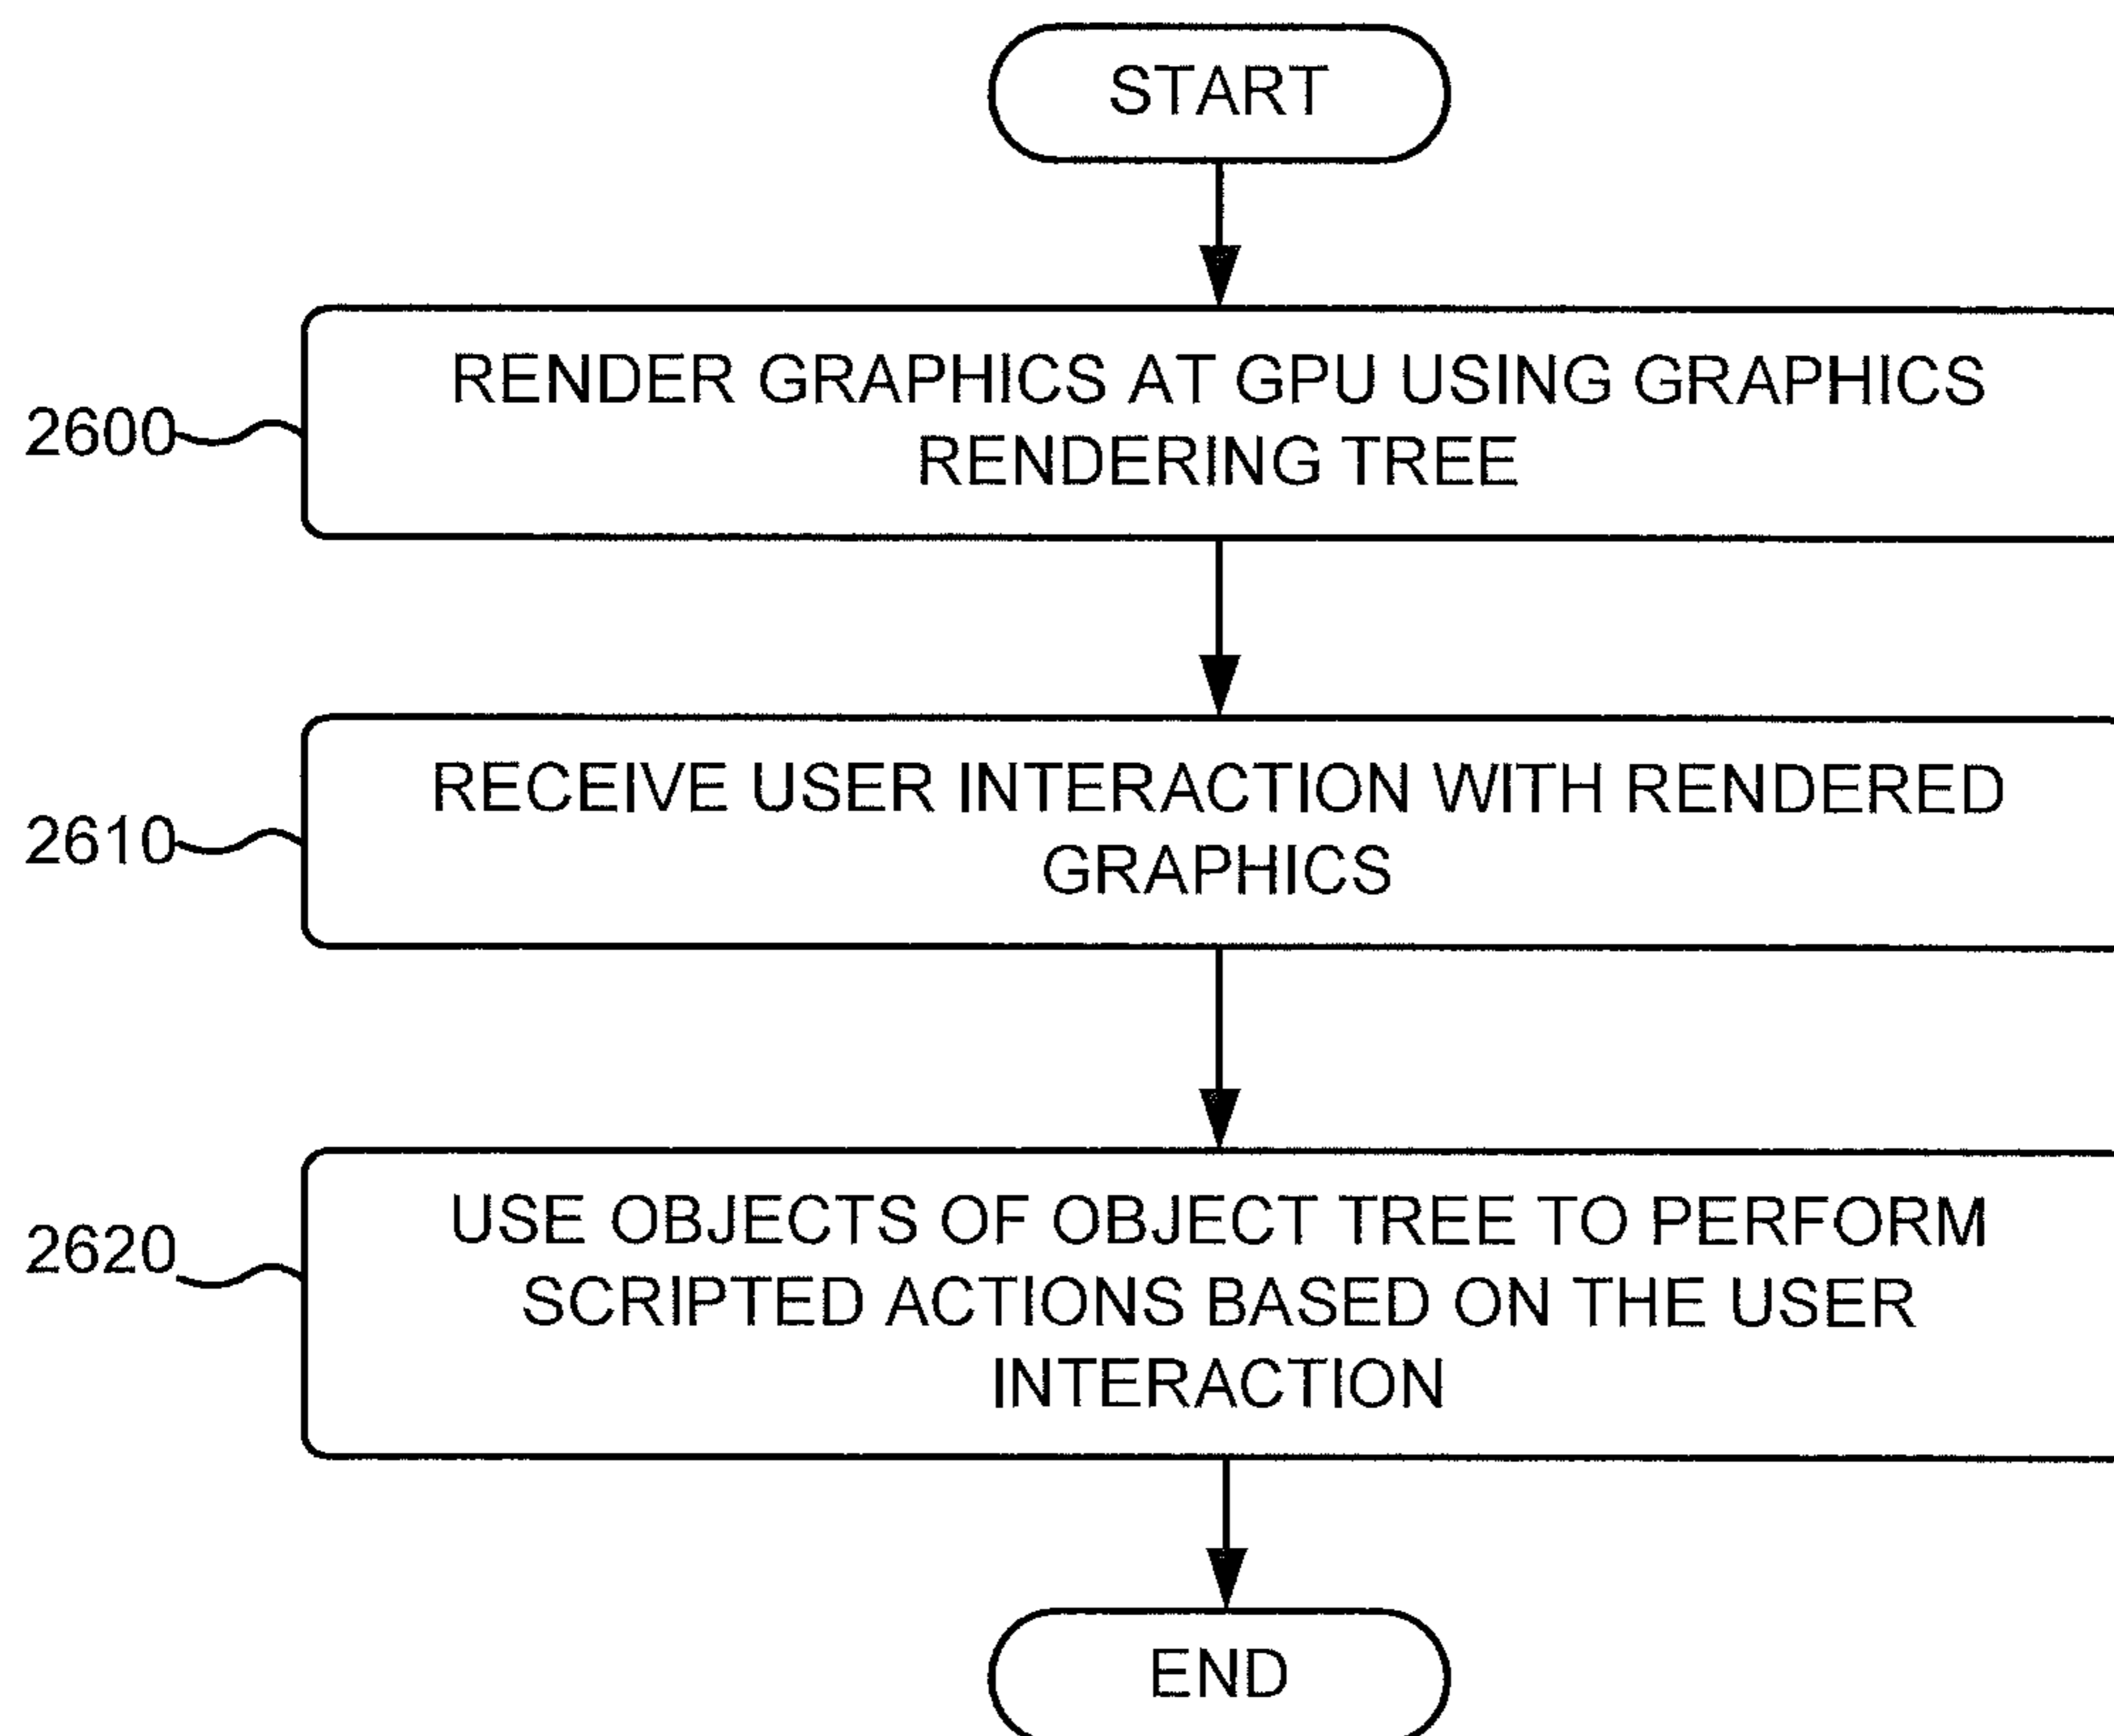 START
RENDER GRAPHICS AT GPU USING GRAPHICS
RENDERING TREE
2600
RECEIVE USER INTERACTION WITH RENDERED
GRAPHICS
2610
USE OBJECTS OF OBJECT TREE TO PERFORM
SCRIPTED ACTIONS BASED ON THE USER
INTERACTION
2620
END